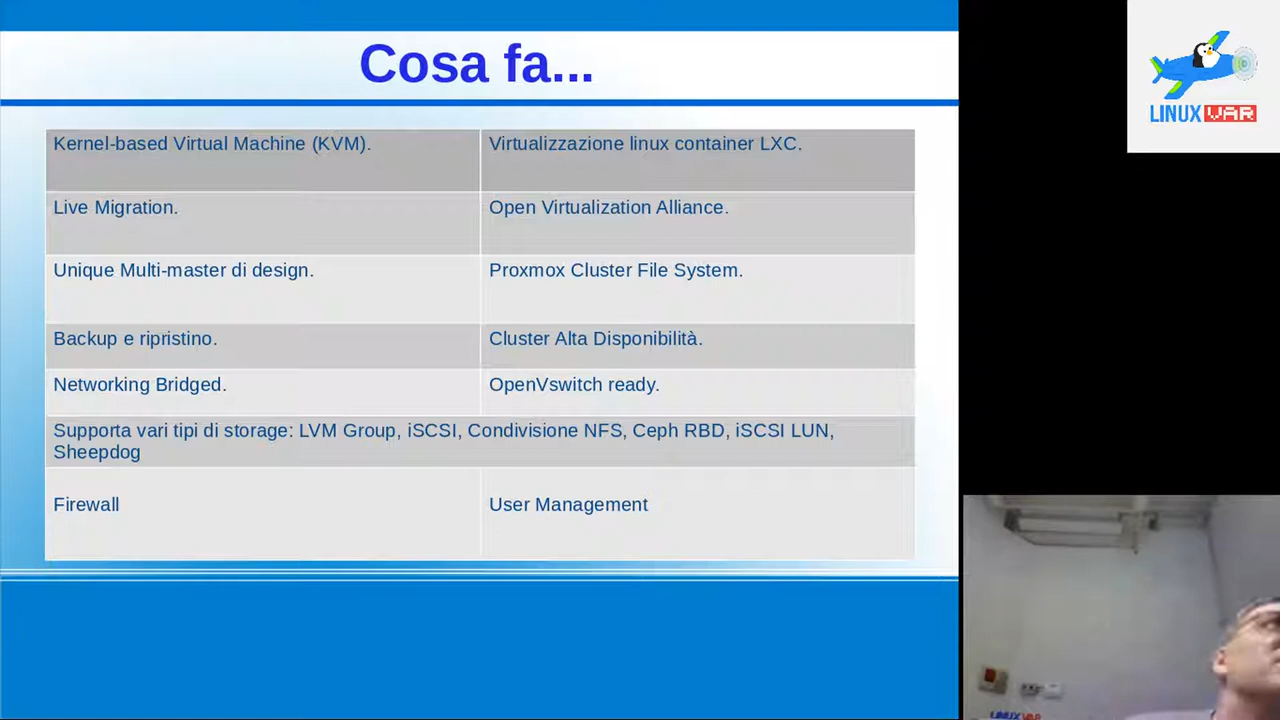 Cosa fa...
Kernel-based Virtual Machine (KVM).
Virtualizzazione linux container LXC.
Live Migration.
Open Virtualization Alliance.
Unique Multi-master di design.
Proxmox Cluster File System.
Backup e ripristino.
Cluster Alta Disponibilità.
Networking Bridged.
OpenVswitch ready.
Supporta vari tipi di storage: LVM Group, iSCSI, Condivisione NFS, Ceph RBD, iSCSI LUN,
Sheepdog
Firewall
User Management
LINUX VAR
LINUX VAR